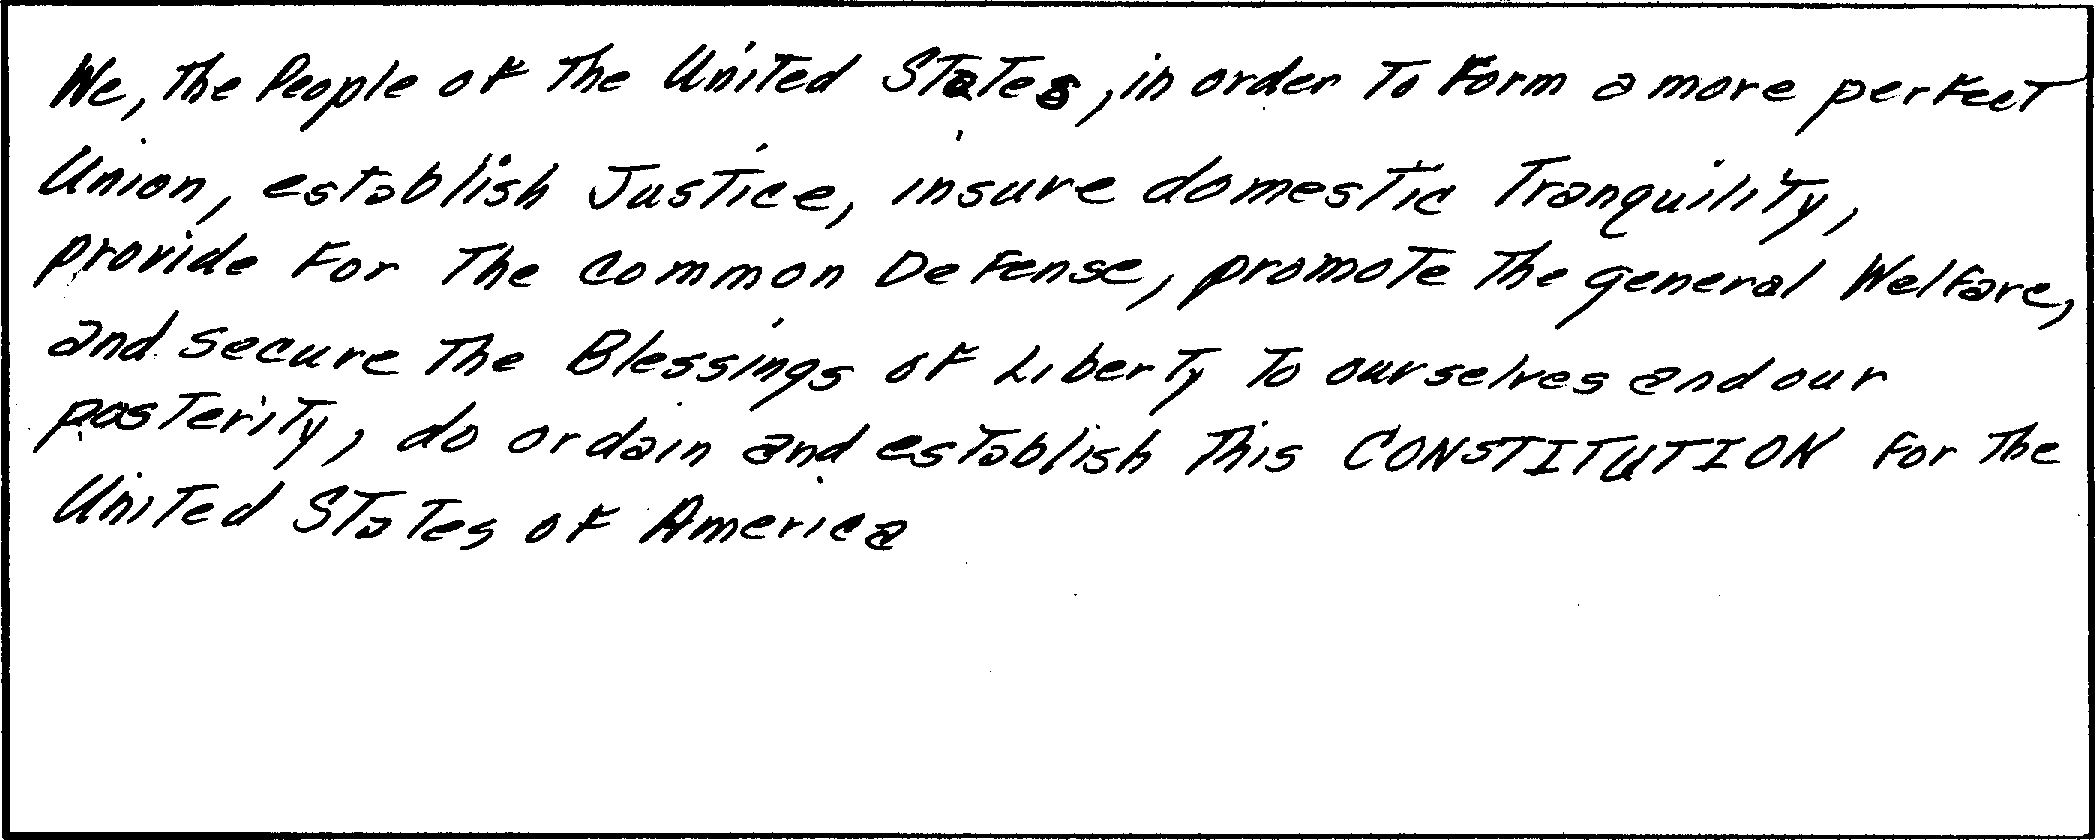 We, the People of the United States, in order to form a more perfect
Union, establish Justice, insure domestic Tranquility,
provide for the Common Defense, promote the general Welfare,
and secure the Blessings of Liberty to ourselves and our
posterity, do ordain and establish this CONSTITUTION for the
United States of America